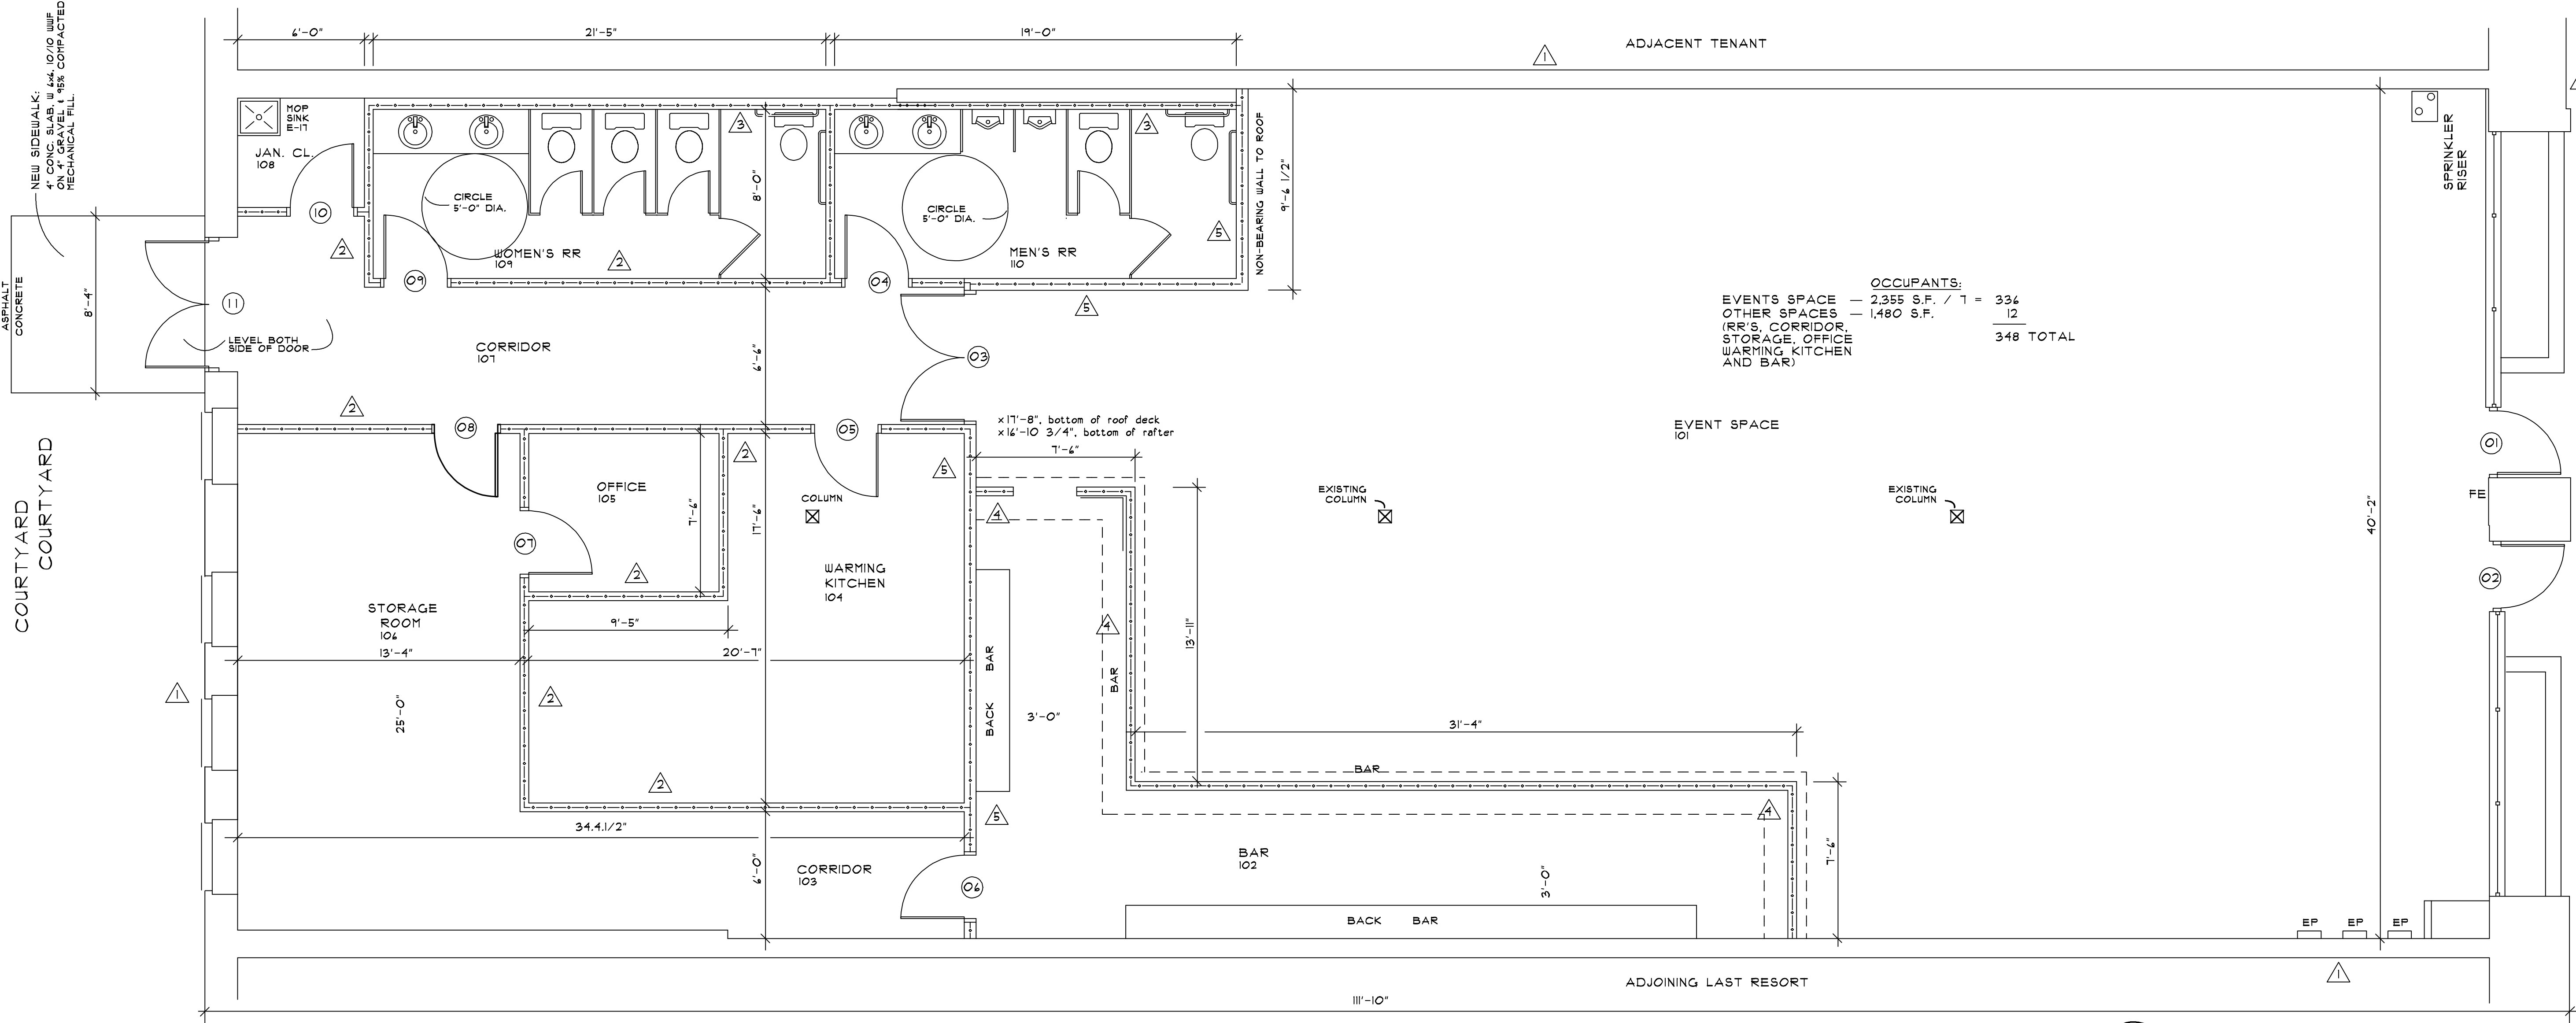 NEW SIDEWALK:
4" CONC. SLAB, W 6x6, 10/10 WWF
ON 4" GRAVEL & 95% COMPACTED
MECHANICAL FILL.
6'-0"
21'-5"
19'-0"
ADJACENT TENANT
1
MOP
SINK
E-17
JAN. CL.
108
10
2
CIRCLE
5'-0" DIA.
WOMEN'S RR
109
2
3
8'-0"
09
CIRCLE
5'-0" DIA.
MEN'S RR
110
3
5
04
NON-BEARING WALL TO ROOF
9'-6 1/2"
5
SPRINKLER
RISER
ASPHALT
CONCRETE
8'-4"
11
LEVEL BOTH
SIDE OF DOOR
CORRIDOR
107
6'-6"
03
OCCUPANTS:
EVENTS SPACE — 2,355 S.F. / 7 = 336
OTHER SPACES — 1,480 S.F. 12
(RR'S, CORRIDOR,
STORAGE, OFFICE 348 TOTAL
WARMING KITCHEN
AND BAR)
2
08
05
2
5
x17'-8", bottom of roof deck
x16'-10 3/4", bottom of rafter
7'-6"
EVENT SPACE
101
01
COURTYARD
COURTYARD
OFFICE
105
7'-6"
17'-6"
COLUMN
4
EXISTING
COLUMN
EXISTING
COLUMN
FE
40'-2"
07
2
WARMING
KITCHEN
104
02
STORAGE
ROOM
106
9'-5"
13'-4"
20'-7"
4
13'-11"
BACK BAR
BAR
3'-0"
1
2
25'-0"
31'-4"
2
BAR
5
4
34.4.1/2"
6'-0"
CORRIDOR
103
06
BAR
102
3'-0"
7'-6"
BACK BAR
EP
EP
EP
ADJOINING LAST RESORT
1
111'-10"